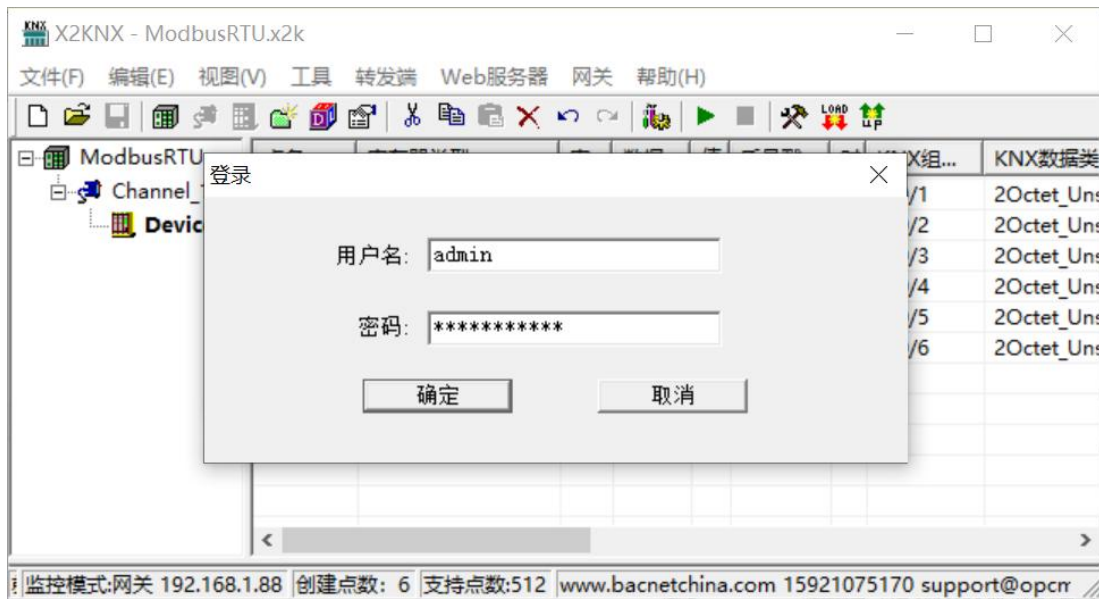 KNX X2KNX - ModbusRTU.x2k
文件(F) 编辑(E) 视图(V) 工具 转发端 Web服务器 网关 帮助(H)
LOAD UP
ModbusRTU KNX数据类
Channel_
Devic
登录
/1 2Octet_Uns
/2 2Octet_Uns
用户名: admin
/3 2Octet_Uns
/4 2Octet_Uns
密码: ***********
/5 2Octet_Uns
/6 2Octet_Uns
确定 取消
监控模式:网关 192.168.1.88 创建点数: 6 支持点数:512 www.bacnetchina.com 15921075170 support@opcm